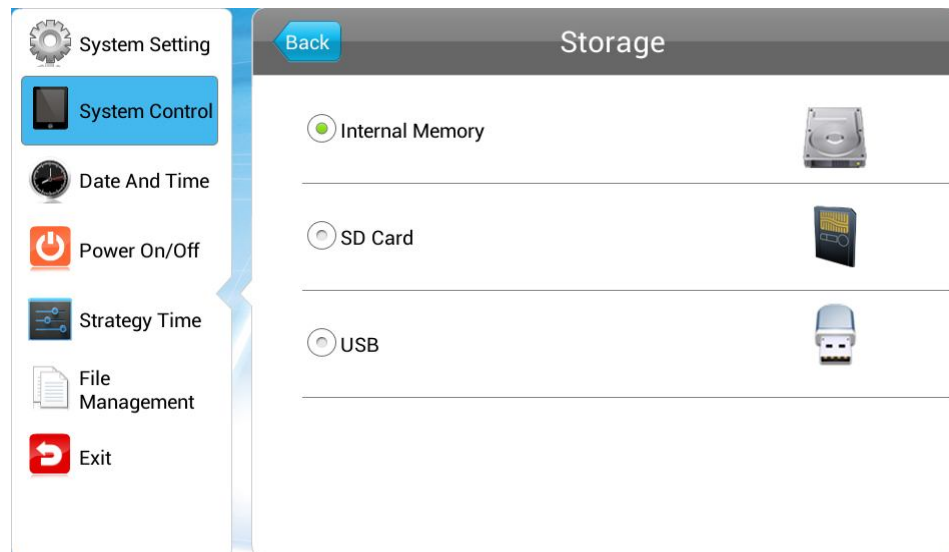 System Setting
System Control
Date And Time
Power On/Off
Strategy Time
File
Management
Exit
Back
Storage
Internal Memory
SD Card
USB